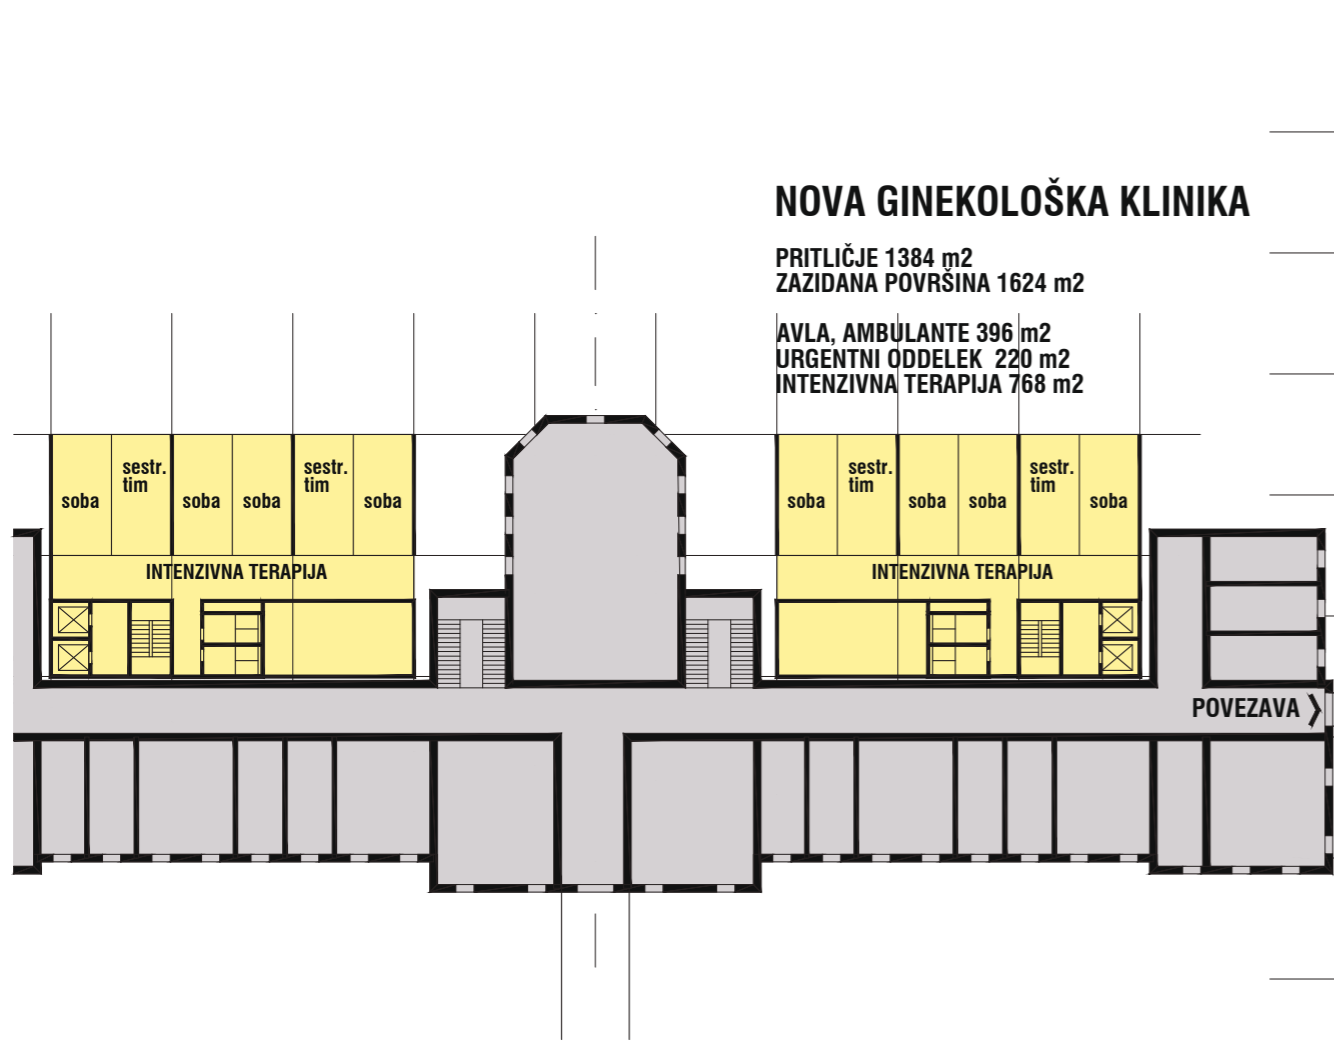 NOVA GINEKOLOŠKA KLINIKA
PRITLIČJE 1384 m2
ZAZIDANA POVRŠINA 1624 m2
AVLA, AMBULANTE 396 m2
URGENTNI ODDELEK 220 m2
INTENZIVNA TERAPIJA 768 m2
soba
sestr.
tim
soba
soba
sestr.
tim
soba
INTENZIVNA TERAPIJA
soba
sestr.
tim
soba
soba
sestr.
tim
soba
INTENZIVNA TERAPIJA
POVEZAVA